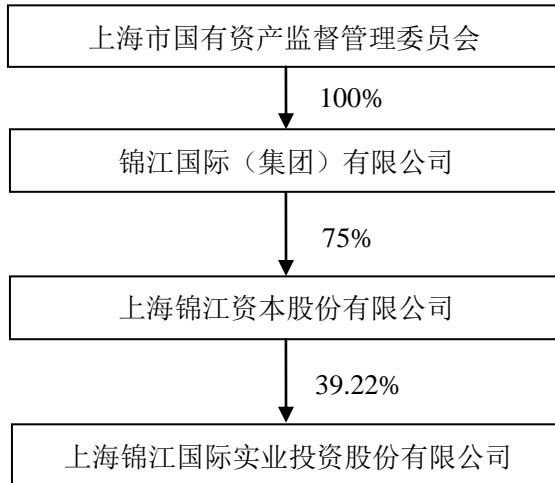 上海市国有资产监督管理委员会
100%
锦江国际（集团）有限公司
75%
上海锦江资本股份有限公司
39.22%
上海锦江国际实业投资股份有限公司